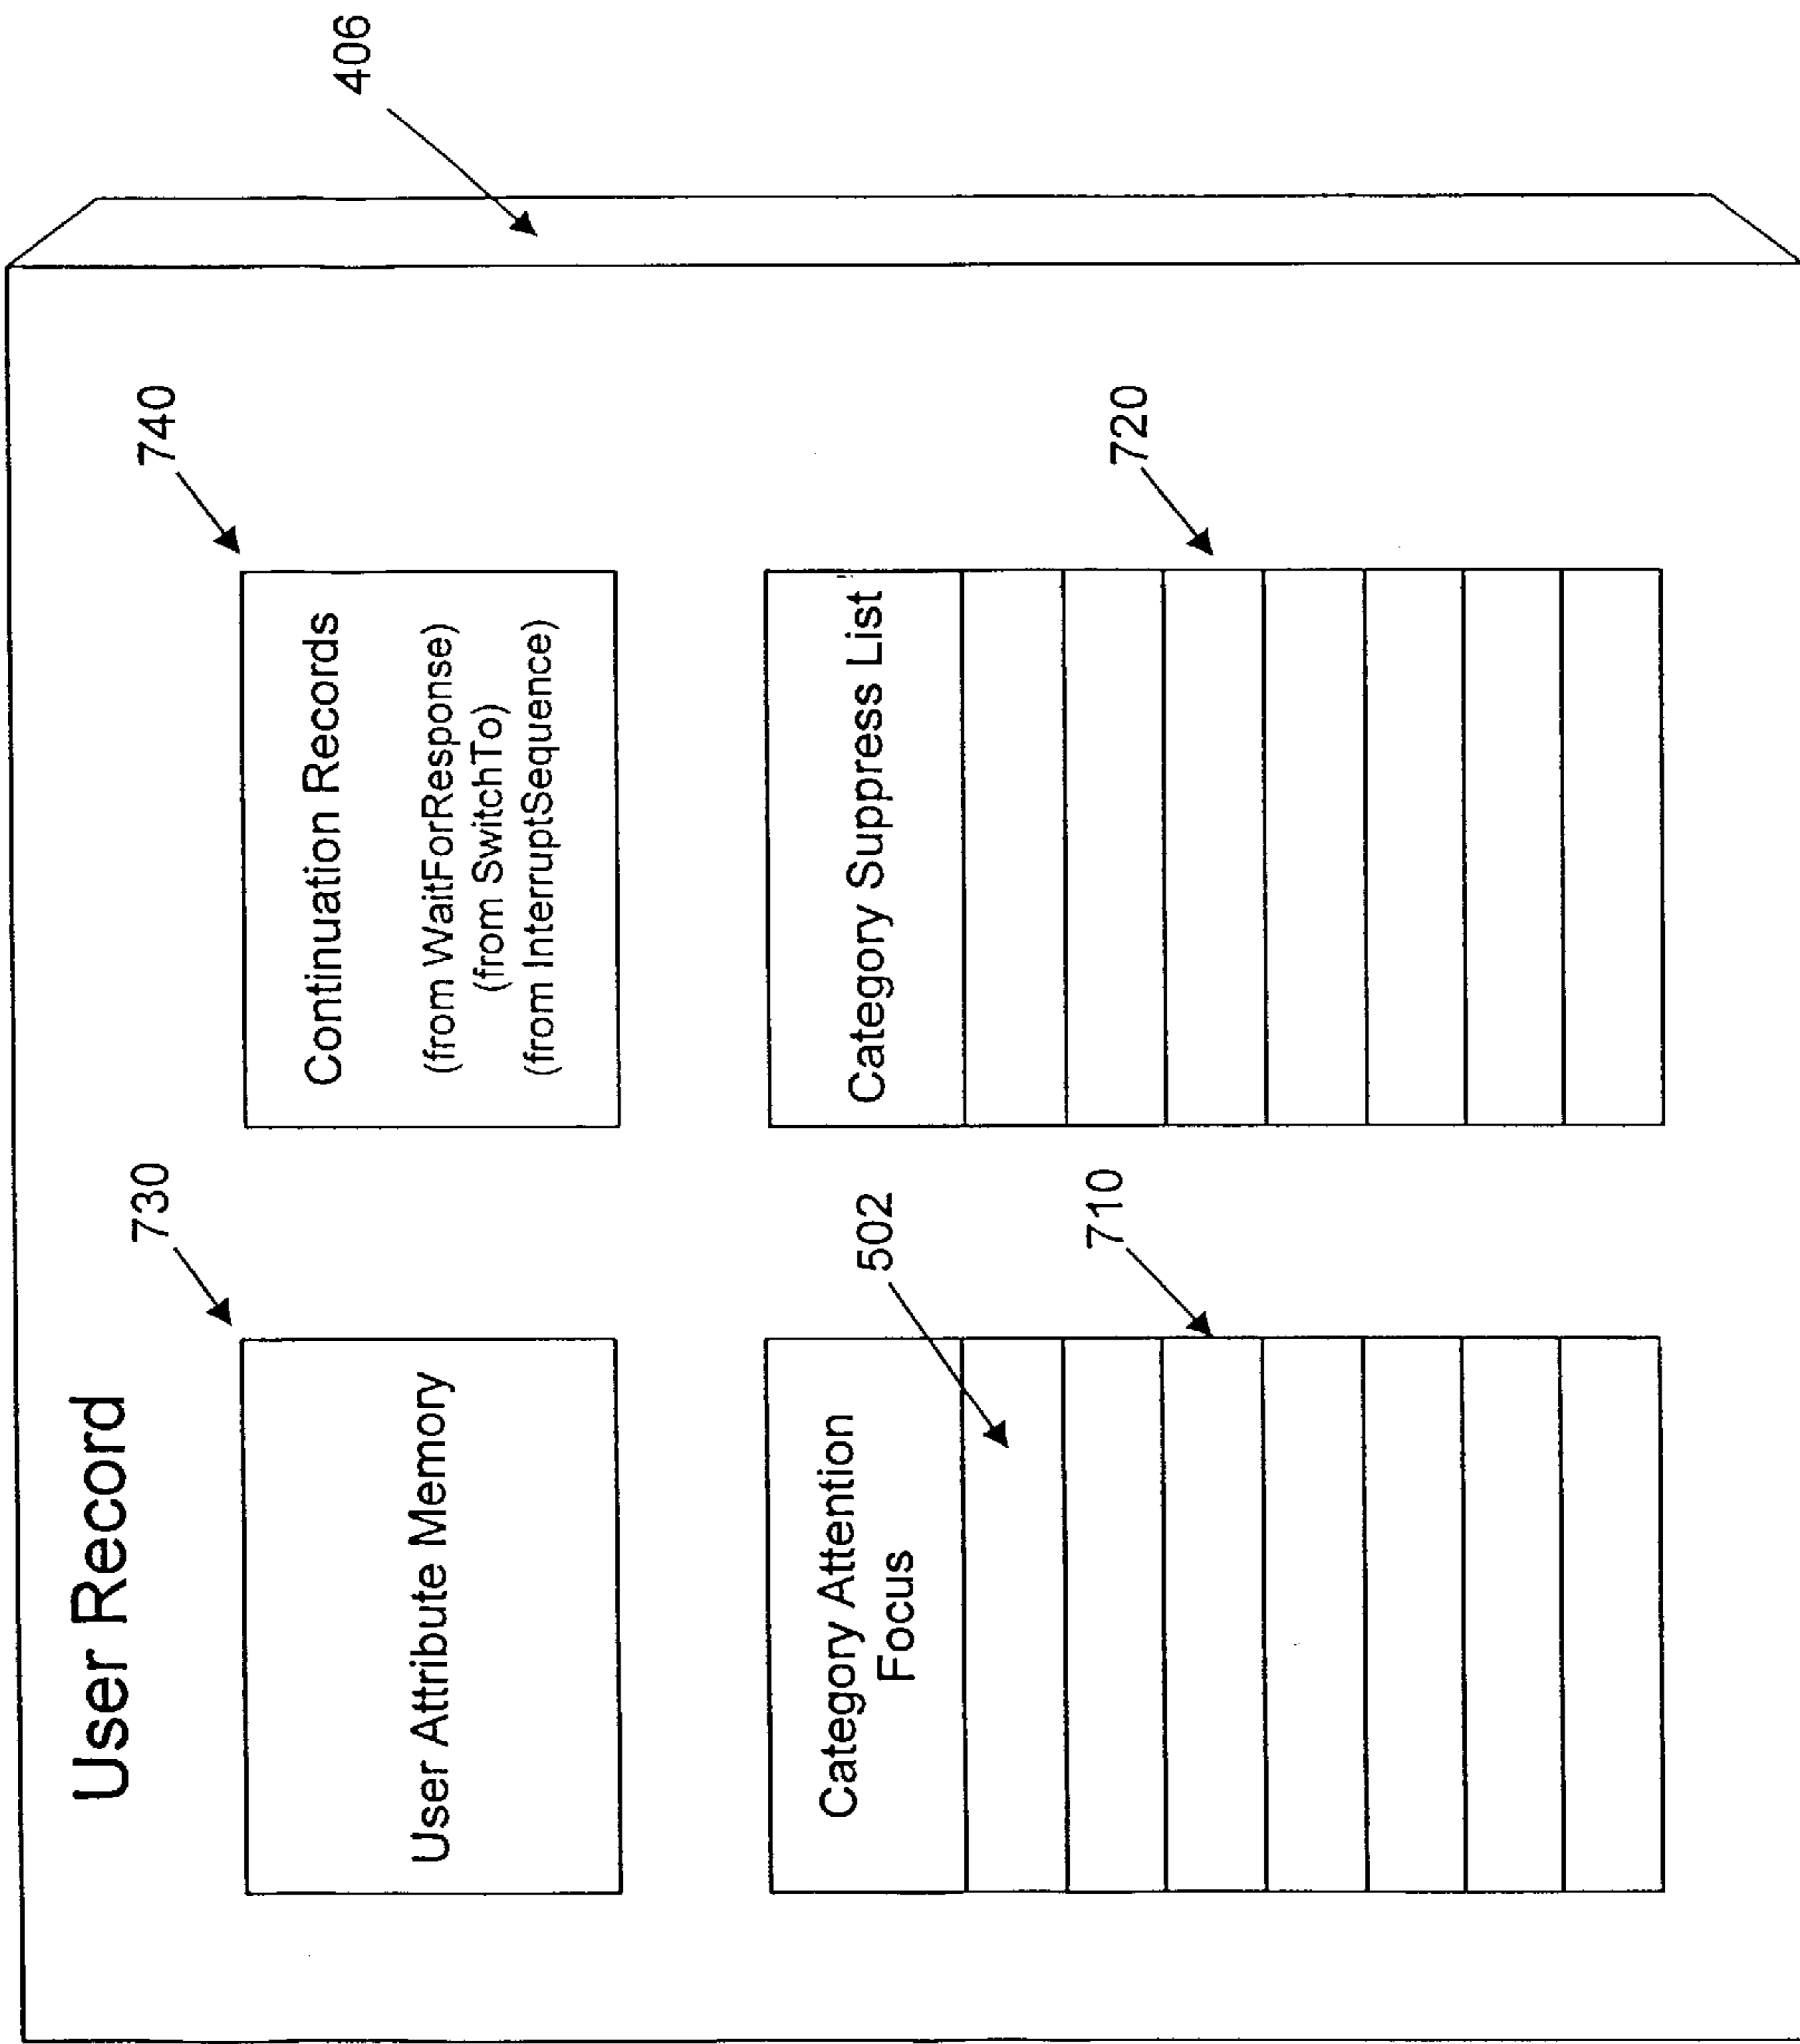 User Record
406
730
740
User Attribute Memory
Continuation Records
(from WaitForResponse)
(from SwitchTo)
(from InterruptSequence)
502
710
720
Category Attention
Focus
Category Suppress List